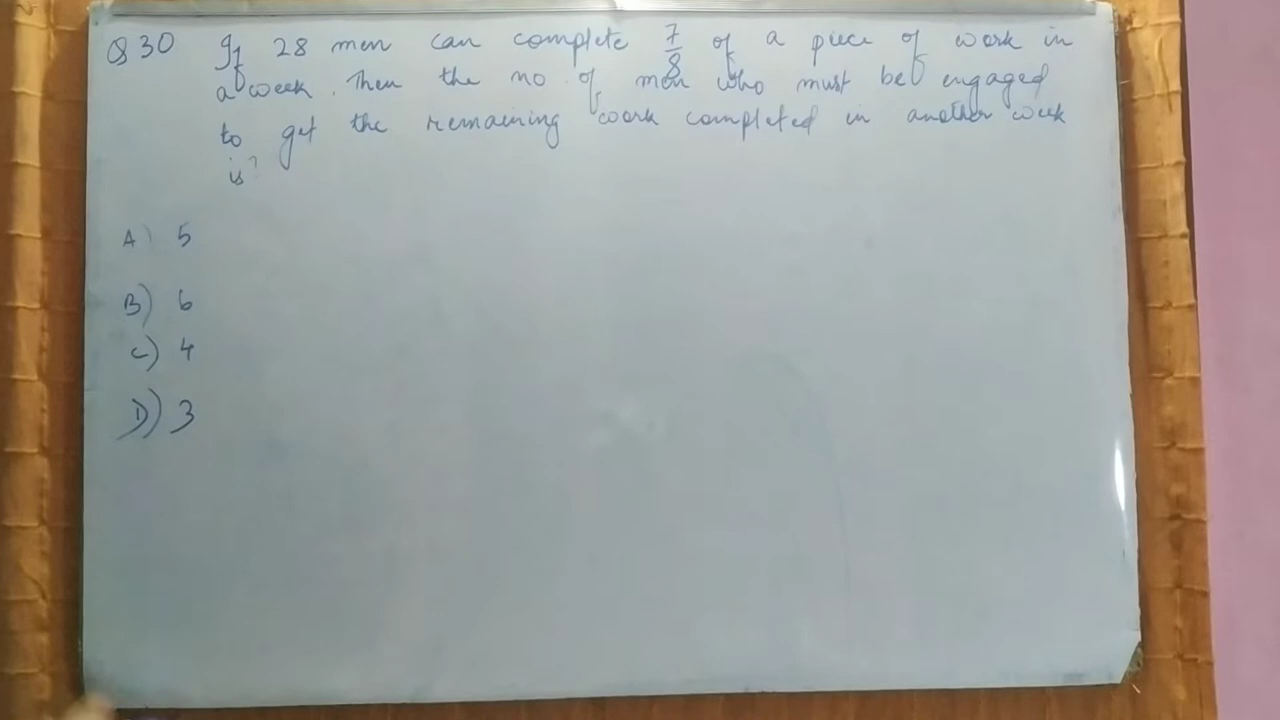 Q 30 If 28 men can complete 7/8 of a piece of work in
a week. Then the no. of men who must be engaged
to get the remaining work completed in another week
is?
A) 5
B) 6
C) 4
D) 3